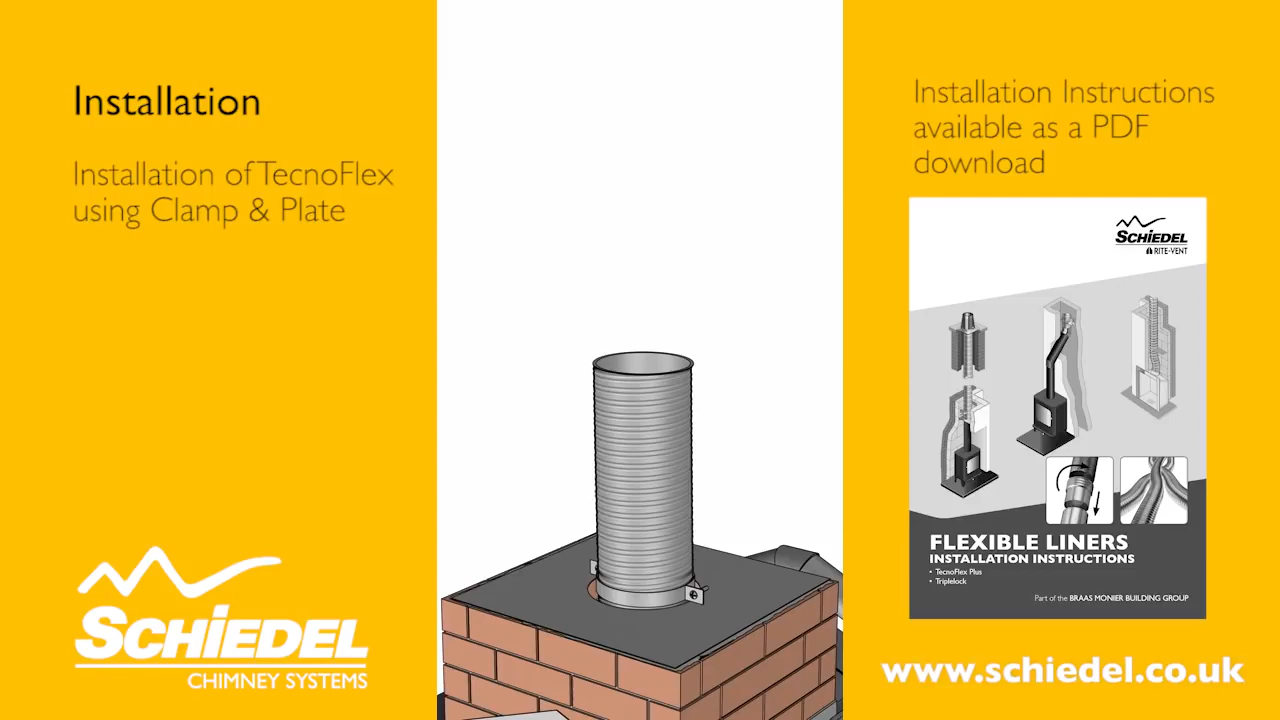 Installation
Installation of TecnoFlex
using Clamp & Plate
SCHIEDEL
CHIMNEY SYSTEMS
Installation Instructions
available as a PDF
download
SCHIEDEL
RITE-VENT
FLEXIBLE LINERS
INSTALLATION INSTRUCTIONS
• TecnoFlex Plus
• Triplelock
Part of the BRAAS MONIER BUILDING GROUP
www.schiedel.co.uk